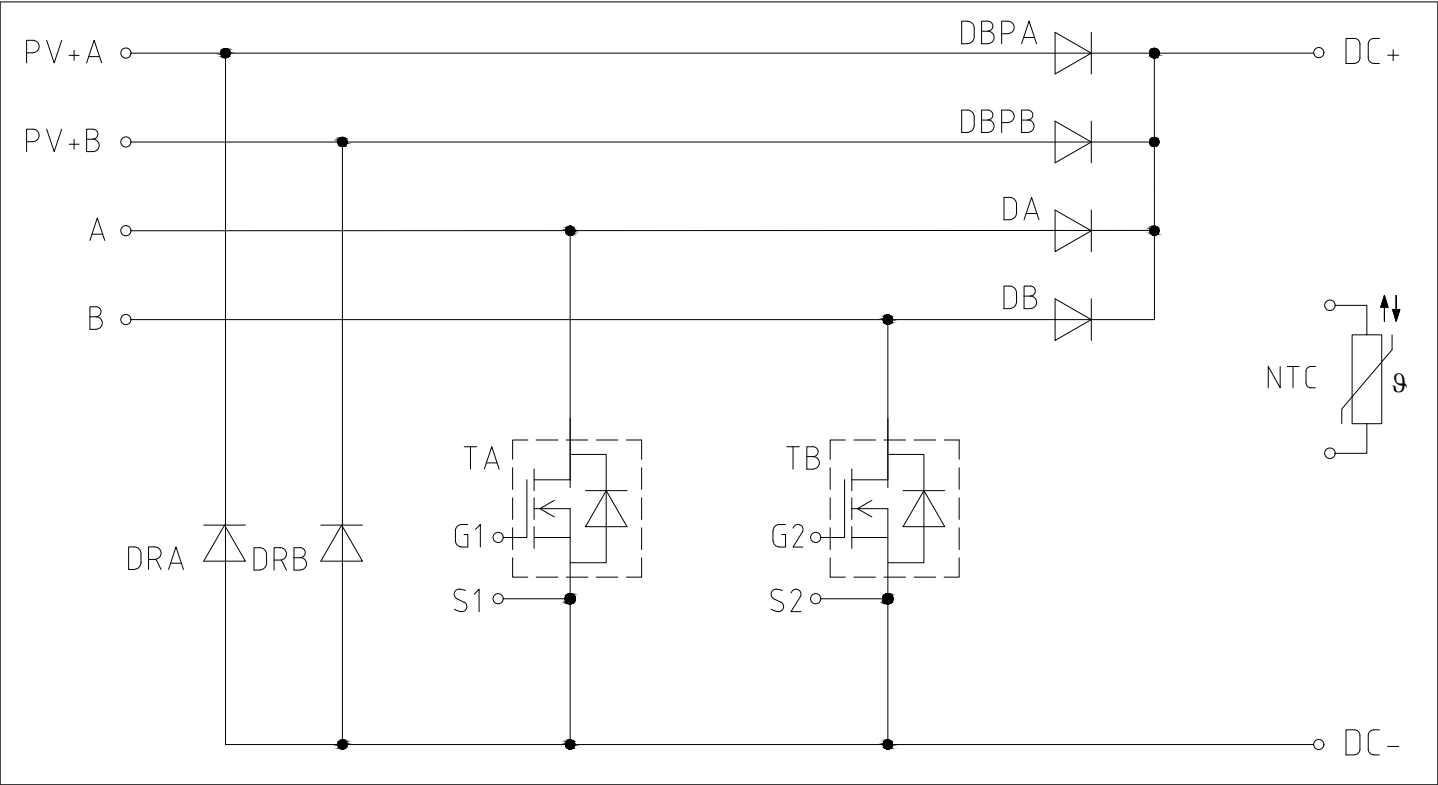 DBPA
PV+A DC+
DBPB
PV+B
DA
A
DB
B
NTC ϑ
TA TB
G1 G2
DRA DRB
S1 S2
DC-